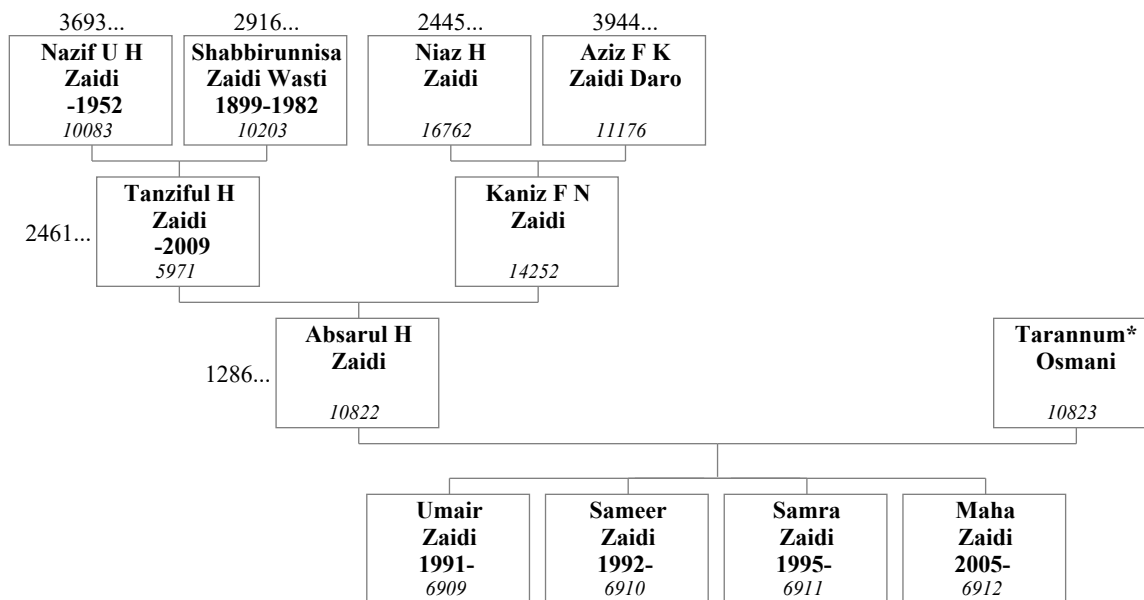 3693...
2916...
2445...
3944...
Nazif U H
Zaidi
-1952
10083
Shabbirunnisa
Zaidi Wasti
1899-1982
10203
Niaz H
Zaidi
16762
Aziz F K
Zaidi Daro
11176
2461...
Tanziful H
Zaidi
-2009
5971
Kaniz F N
Zaidi
14252
1286...
Absarul H
Zaidi
10822
Tarannum*
Osmani
10823
Umair
Zaidi
1991-
6909
Sameer
Zaidi
1992-
6910
Samra
Zaidi
1995-
6911
Maha
Zaidi
2005-
6912